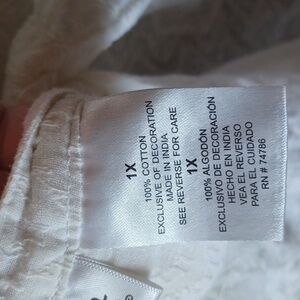 1X
100% COTTON
EXCLUSIVE OF DECORATION
MADE IN INDIA
SEE REVERSE FOR CARE
1X
100% ALGODÓN
EXCLUSIVO DE DECORACIÓN
HECHO EN INDIA
VEA EL REVERSO
PARA EL CUIDADO
RN # 74786